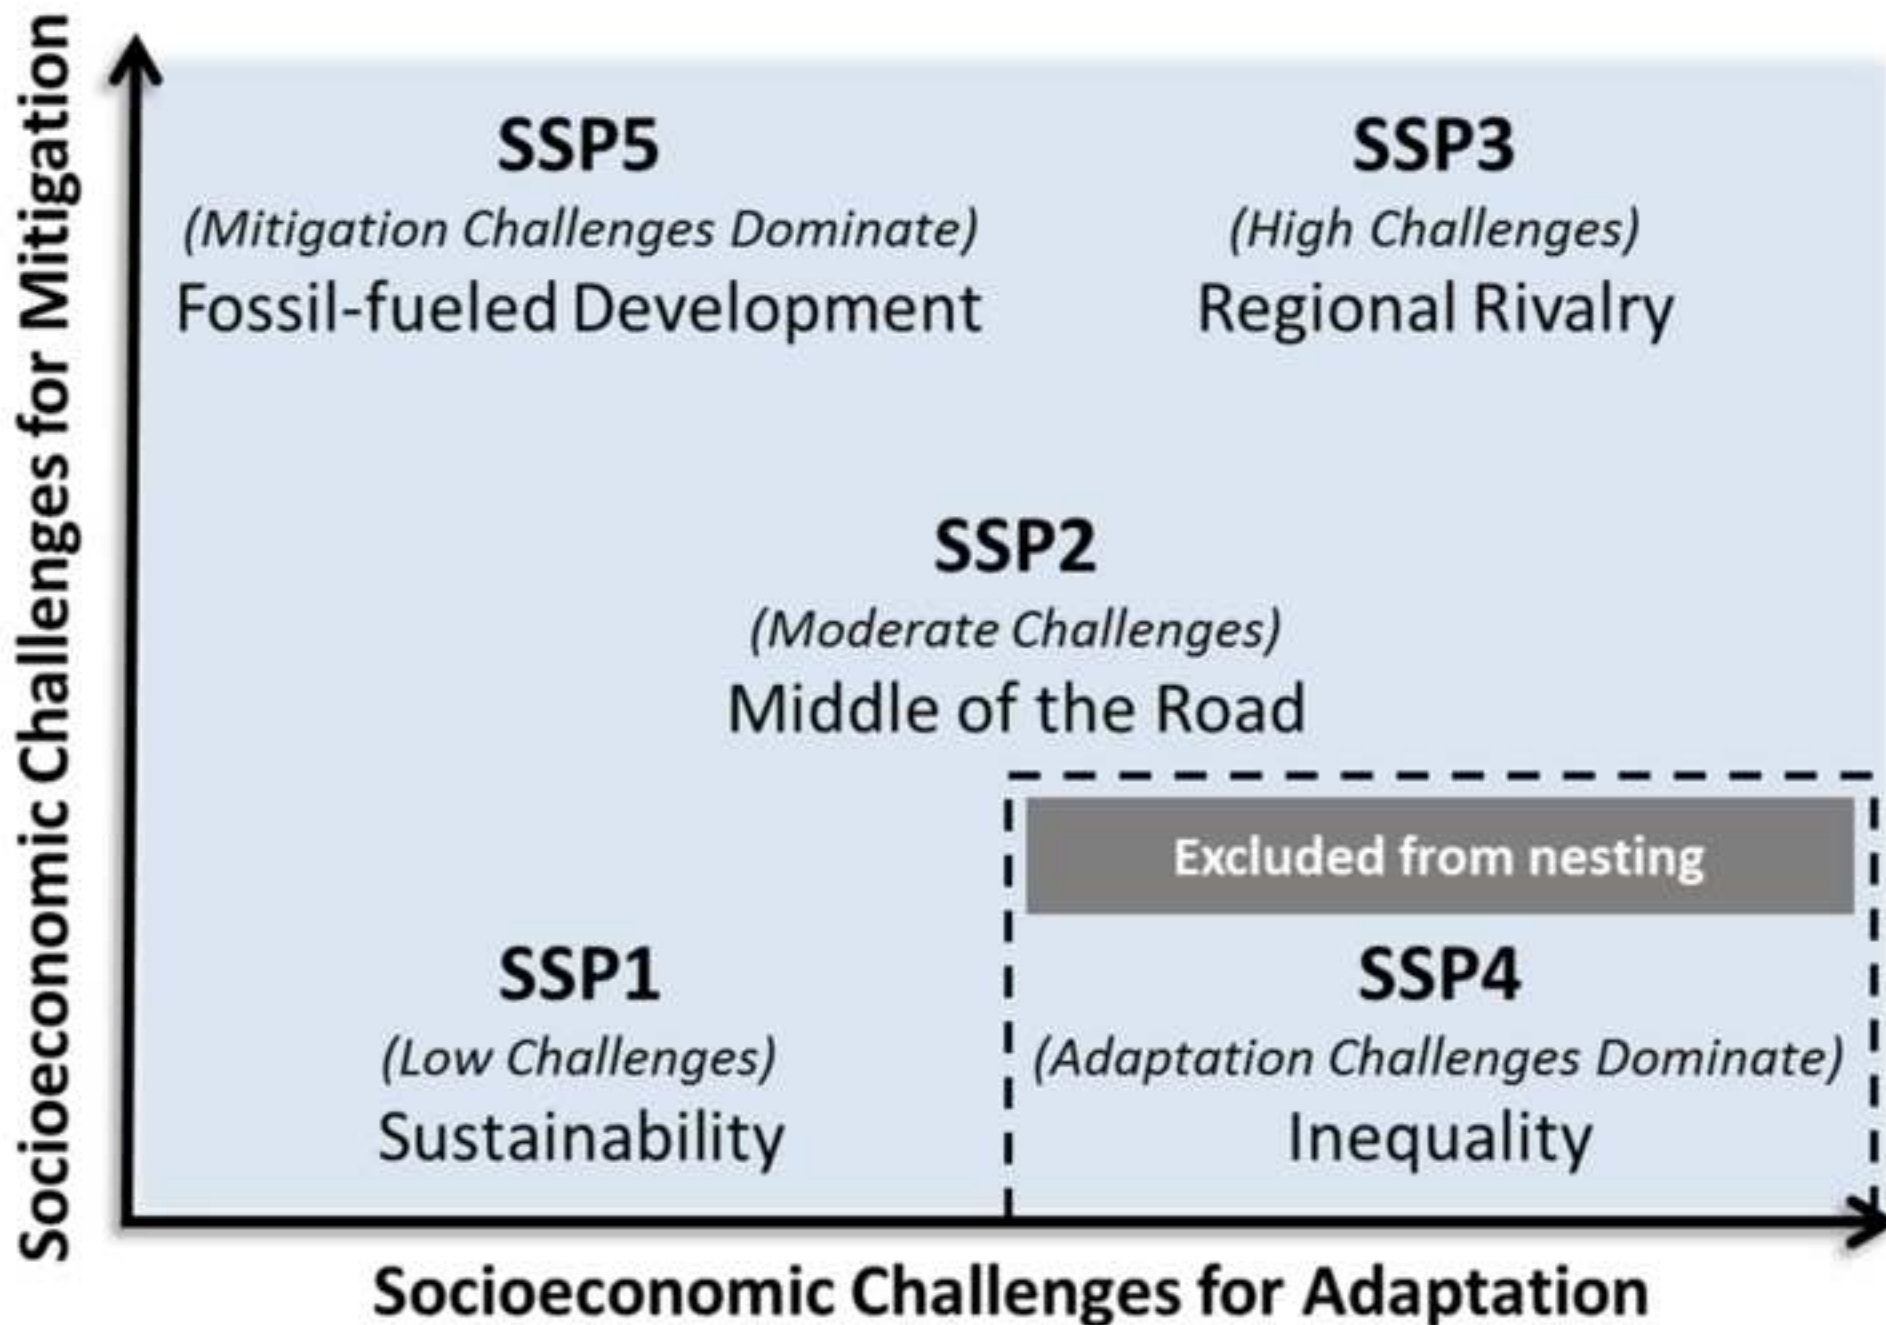 Socioeconomic Challenges for Mitigation
SSP5
(Mitigation Challenges Dominate)
Fossil-fueled Development
SSP3
(High Challenges)
Regional Rivalry
SSP2
(Moderate Challenges)
Middle of the Road
Excluded from nesting
SSP1
(Low Challenges)
Sustainability
SSP4
(Adaptation Challenges Dominate)
Inequality
Socioeconomic Challenges for Adaptation